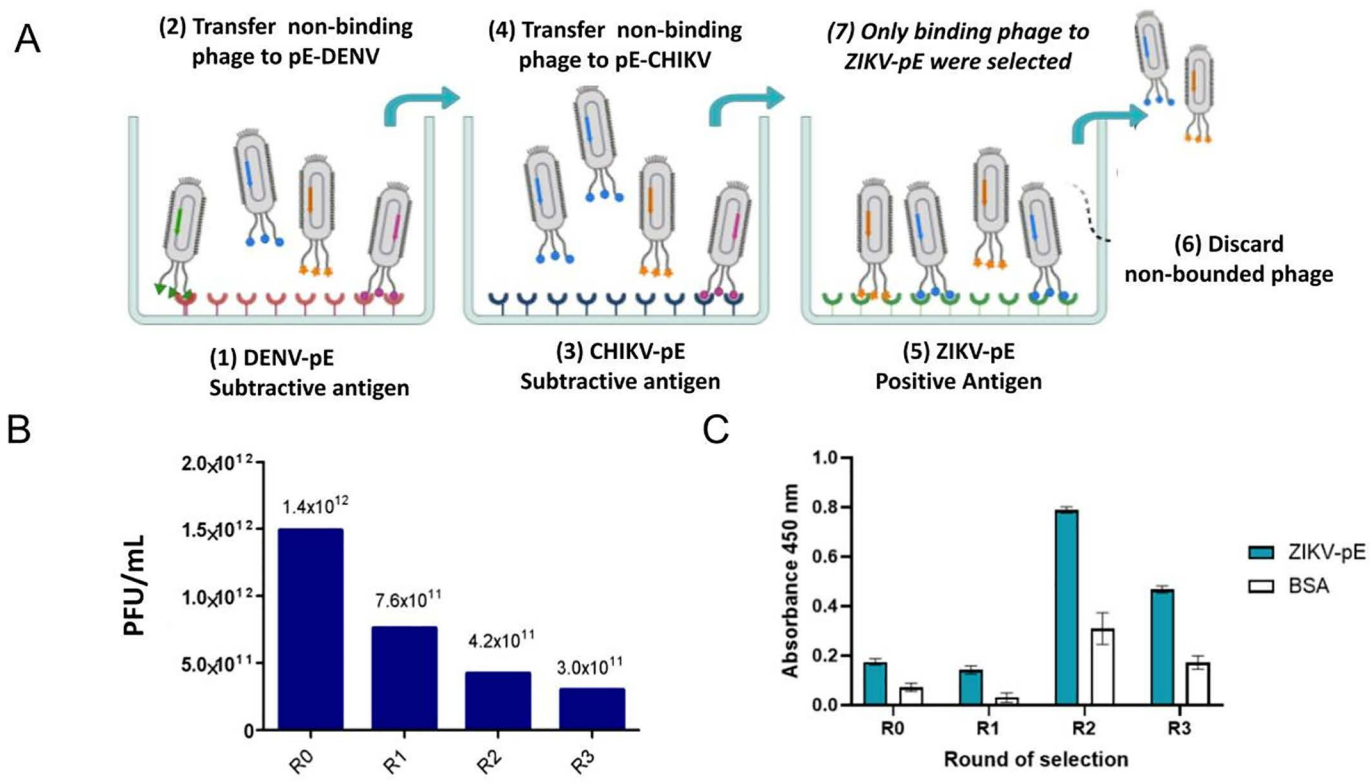 A
(2) Transfer non-binding
phage to pE-DENV
(4) Transfer non-binding
phage to pE-CHIKV
(7) Only binding phage to
ZIKV-pE were selected
(6) Discard
non-bounded phage
(1) DENV-pE
Subtractive antigen
(3) CHIKV-pE
Subtractive antigen
(5) ZIKV-pE
Positive Antigen
B
PFU/mL
2.0x10¹²
1.5x10¹²
1.0x10¹²
5.0x10¹¹
0
1.4x10¹²
7.6x10¹¹
4.2x10¹¹
3.0x10¹¹
R0
R1
R2
R3
C
Absorbance 450 nm
1.0
0.8
0.6
0.4
0.2
0.0
R0
R1
R2
R3
Round of selection
ZIKV-pE
BSA